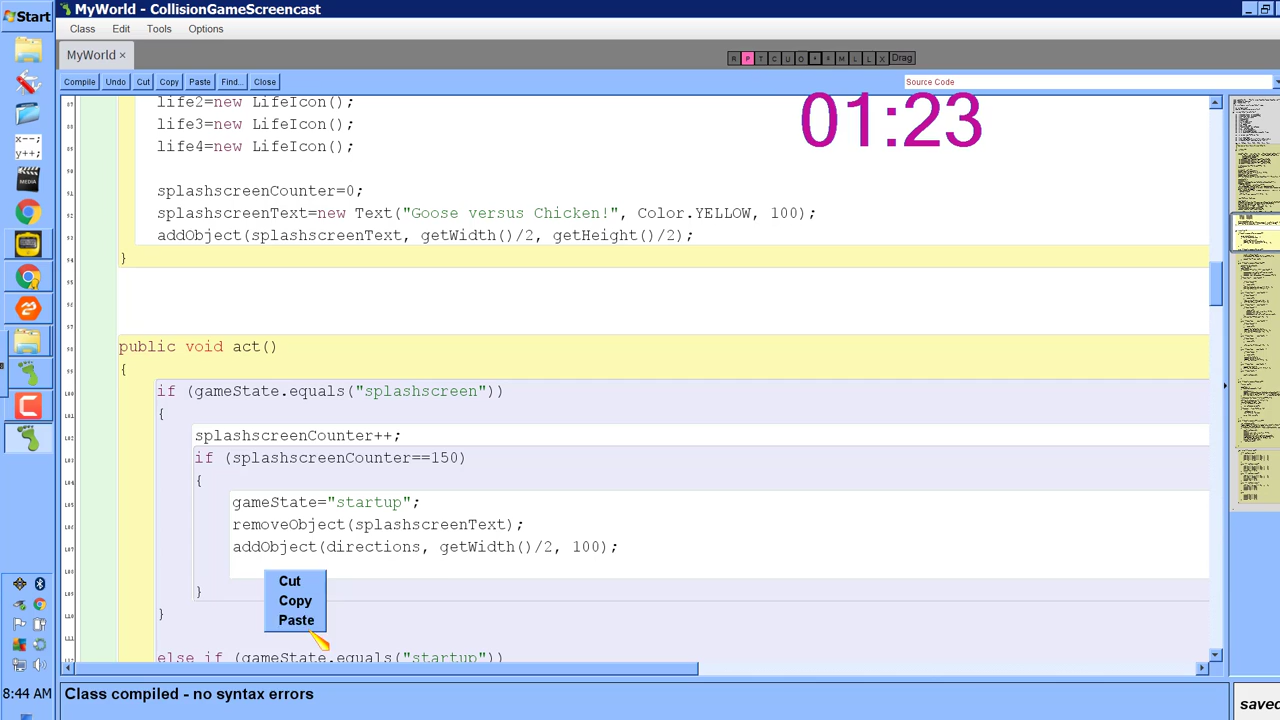 Start
MyWorld - CollisionGameScreencast
Class Edit Tools Options
MyWorld ×
R P T C U O M L L X Drag
Compile Undo Cut Copy Paste Find... Close
Source Code
01:23
life2=new LifeIcon();
life3=new LifeIcon();
life4=new LifeIcon();
splashscreenCounter=0;
splashscreenText=new Text("Goose versus Chicken!", Color.YELLOW, 100);
addObject(splashscreenText, getWidth()/2, getHeight()/2);
}
public void act()
{
if (gameState.equals("splashscreen"))
{
splashscreenCounter++;
if (splashscreenCounter==150)
{
gameState="startup";
removeObject(splashscreenText);
addObject(directions, getWidth()/2, 100);
}
}
else if (gameState.equals("startup"))
Cut
Copy
Paste
x--;
y++;
MEDIA
8:44 AM
Class compiled - no syntax errors
saved